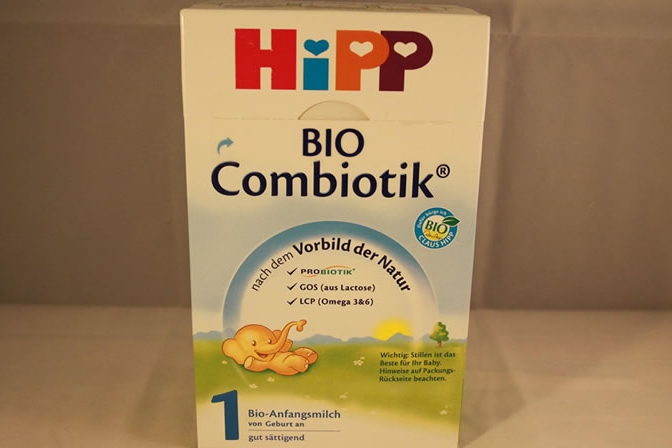 HiPP
BIO
Combiotik®
BIO
CLAUS HIPP
nach dem Vorbild der Natur
PROBIOTIK®
GOS (aus Lactose)
LCP (Omega 3&6)
Wichtig: Stillen ist das
Beste für Ihr Baby.
Hinweise auf Packungs-
Rückseite beachten.
1
Bio-Anfangsmilch
von Geburt an
gut sättigend